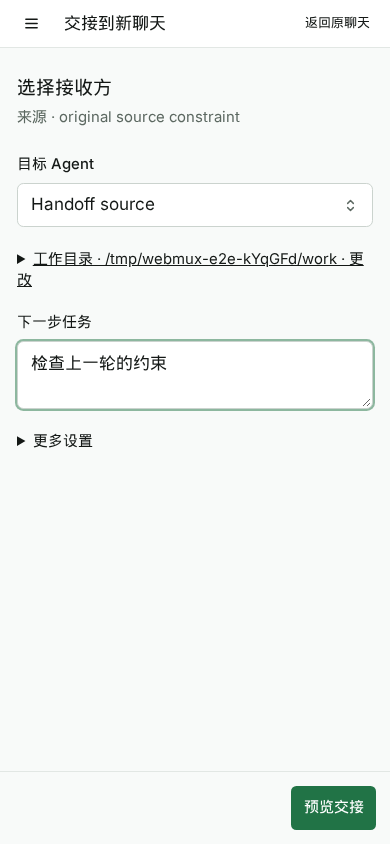 交接到新聊天
返回原聊天
选择接收方
来源 · original source constraint
目标 Agent
Handoff source
工作目录 · /tmp/webmux-e2e-kYqGFd/work · 更
改
下一步任务
检查上一轮的约束
更多设置
预览交接